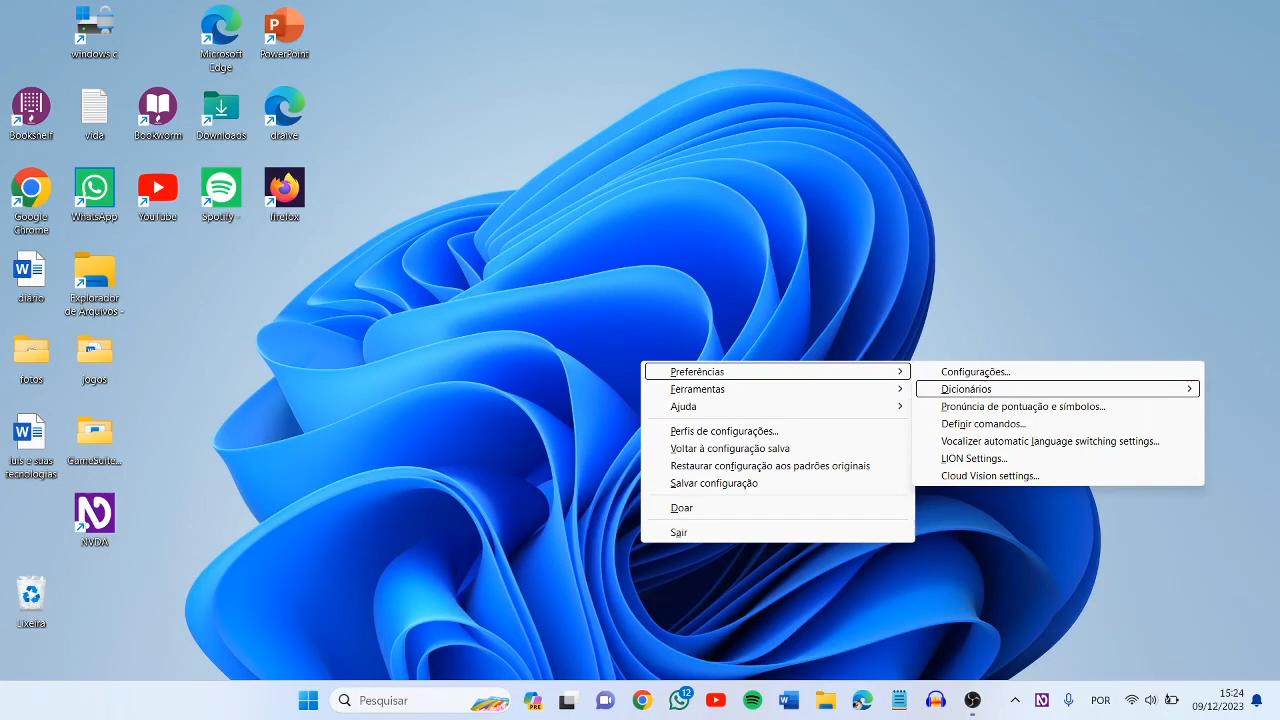 windows c
Microsoft
Edge
PowerPoint
Bookshelf
vida
Bookworm
Downloads
draive
Google
Chrome
WhatsApp
YouTube
Spotify -
firefox
diario
Explorador
de Arquivos -
fotos
jogos
luis e suas
tecnologias
GameSuite...
NVDA
Lixeira
Preferências
Ferramentas
Ajuda
Perfis de configurações...
Voltar à configuração salva
Restaurar configuração aos padrões originais
Salvar configuração
Doar
Sair
Configurações...
Dicionários
Pronúncia de pontuação e símbolos...
Definir comandos...
Vocalizer automatic language switching settings...
LION Settings...
Cloud Vision settings...
Pesquisar
PRE
12
POR
15:24
09/12/2023